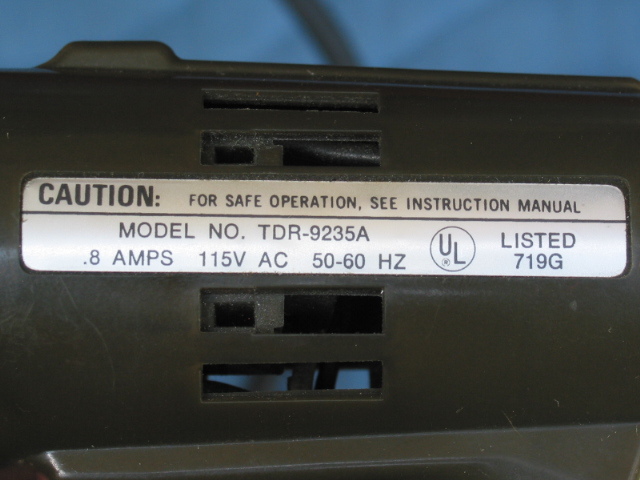 CAUTION: FOR SAFE OPERATION, SEE INSTRUCTION MANUAL
MODEL NO. TDR-9235A
.8 AMPS 115V AC 50-60 HZ
UL ®
LISTED
719G